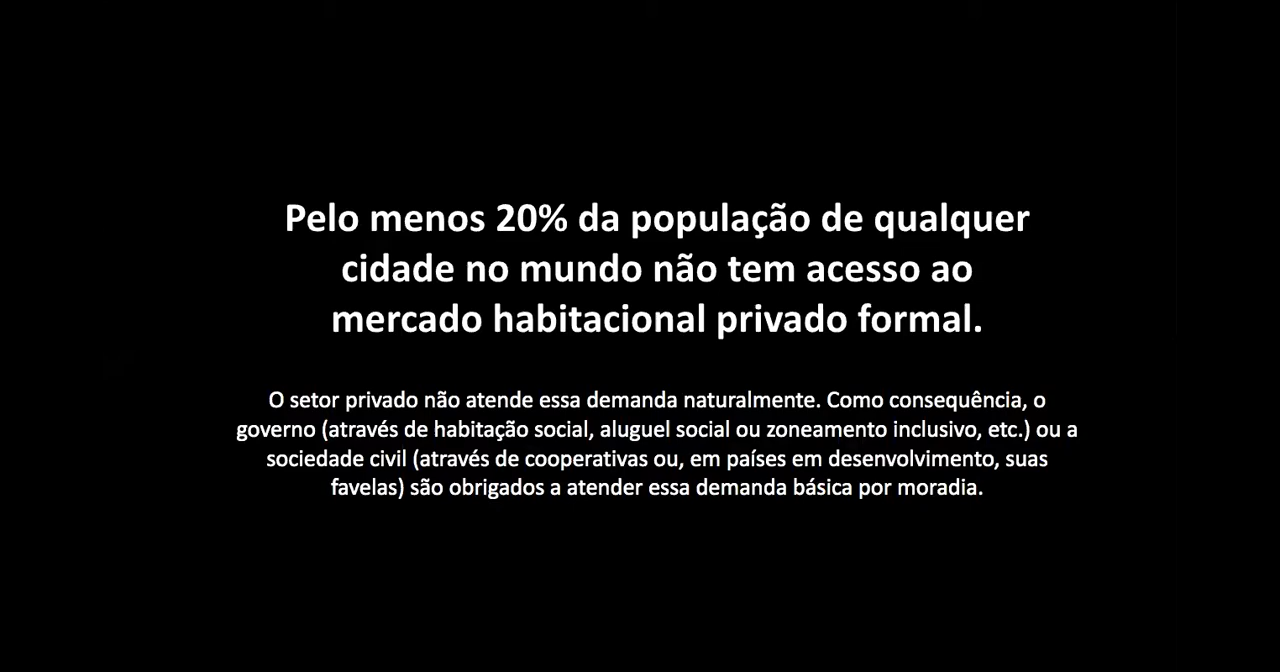 Pelo menos 20% da população de qualquer
cidade no mundo não tem acesso ao
mercado habitacional privado formal.
O setor privado não atende essa demanda naturalmente. Como consequência, o
governo (através de habitação social, aluguel social ou zoneamento inclusivo, etc.) ou a
sociedade civil (através de cooperativas ou, em países em desenvolvimento, suas
favelas) são obrigados a atender essa demanda básica por moradia.